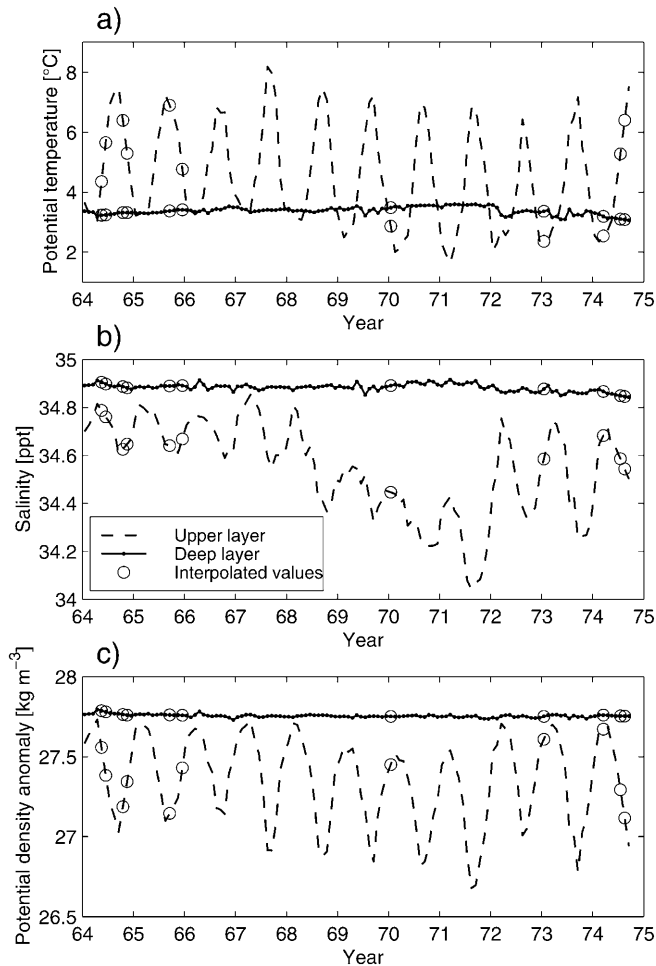 a)
Potential temperature [°C]
8
6
4
2
64 65 66 67 68 69 70 71 72 73 74 75
Year
b)
Salinity [ppt]
35
34.8
34.6
34.4
34.2
34
Upper layer
Deep layer
Interpolated values
64 65 66 67 68 69 70 71 72 73 74 75
Year
c)
Potential density anomaly [kg m⁻³]
28
27.5
27
26.5
64 65 66 67 68 69 70 71 72 73 74 75
Year